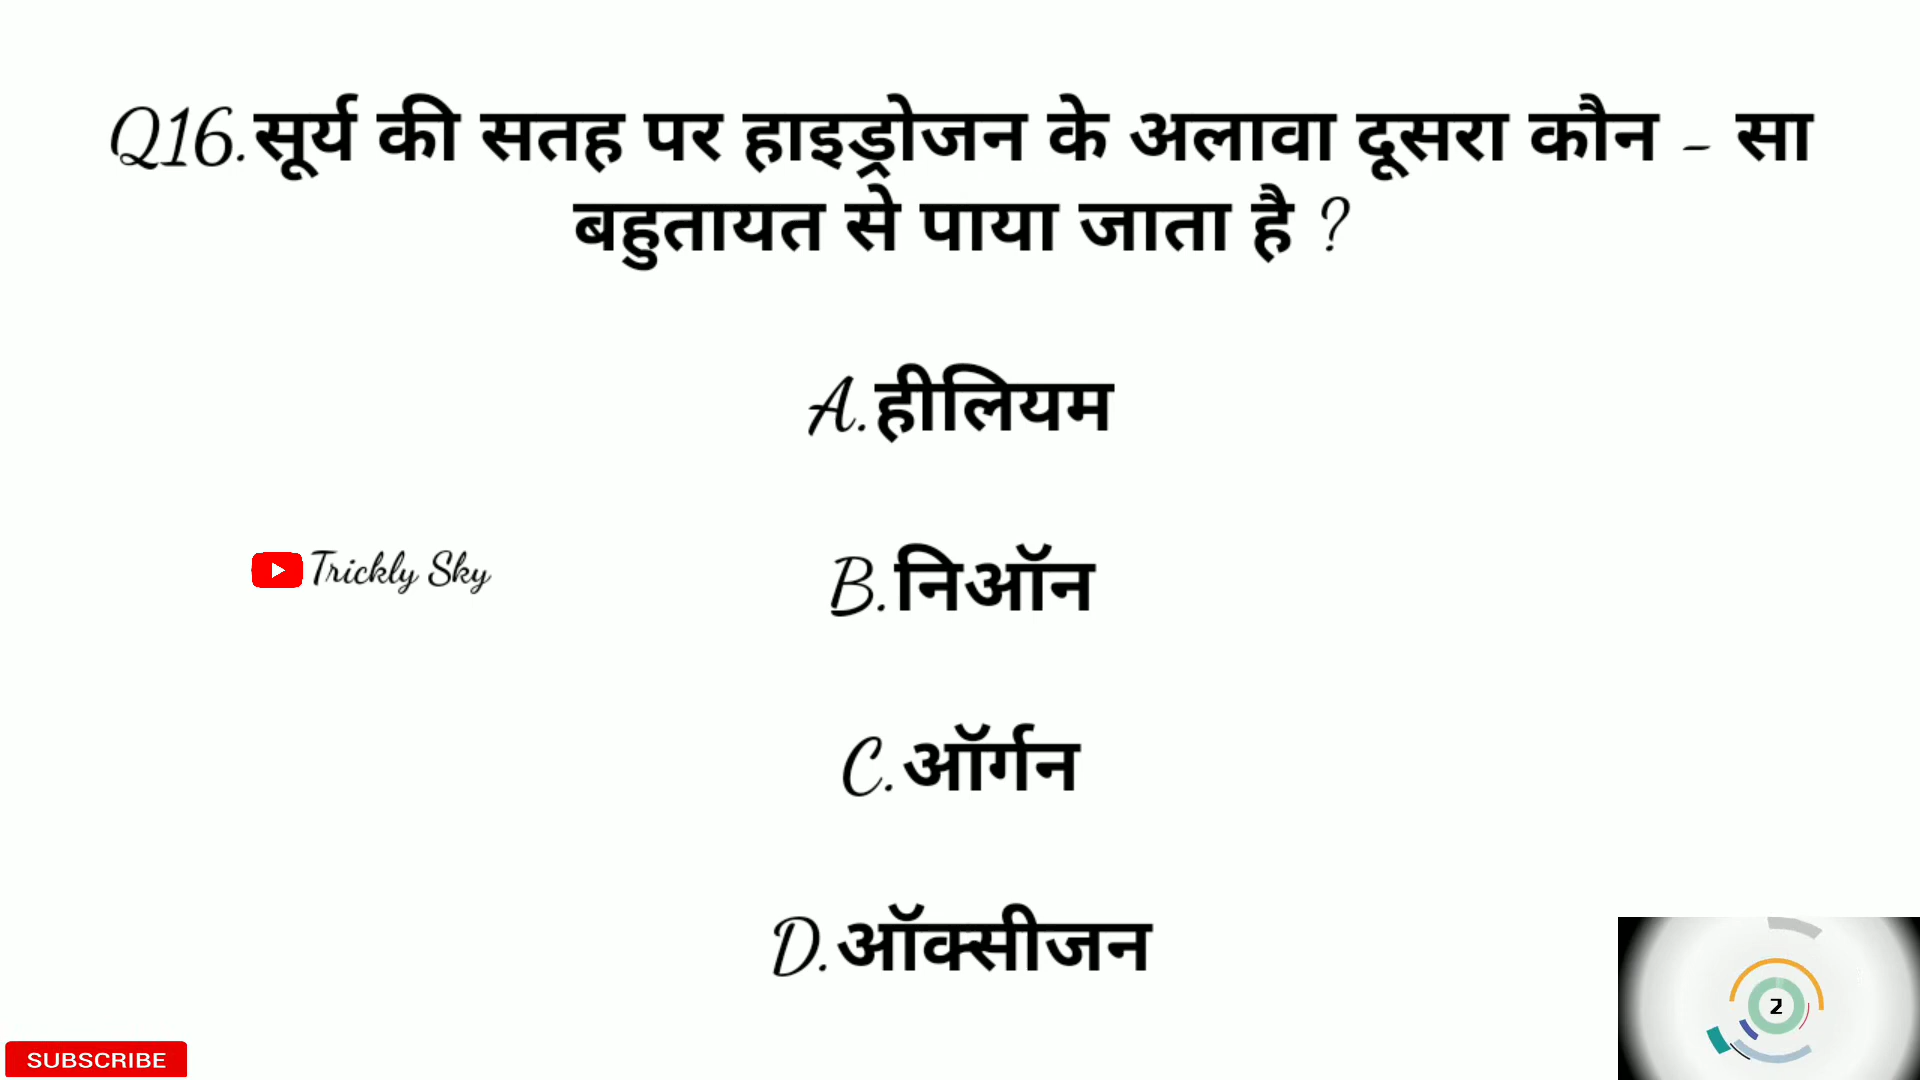 Q16.सूर्य की सतह पर हाइड्रोजन के अलावा दूसरा कौन - सा
बहुतायत से पाया जाता है ?
A.हीलियम
B.निऑन
Trickly Sky
C.ऑर्गन
D.ऑक्सीजन
2
SUBSCRIBE